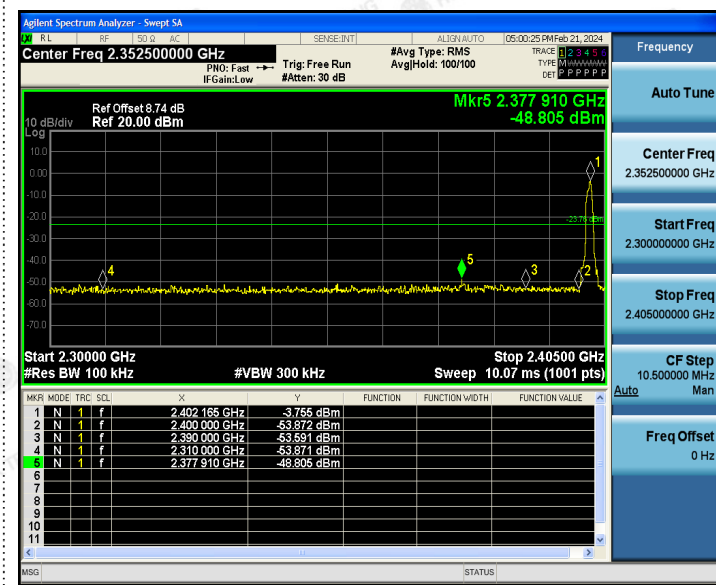 Agilent Spectrum Analyzer - Swept SA
LXI RL RF 50 Ω AC SENSE:INT ALIGN AUTO 05:00:25 PM Feb 21, 2024
Center Freq 2.352500000 GHz
#Avg Type: RMS
TRACE 1 2 3 4 5 6
PNO: Fast
Trig: Free Run
Avg|Hold: 100/100
TYPE M
IFGain:Low
#Atten: 30 dB
DET P P P P P P
Ref Offset 8.74 dB
Mkr5 2.377 910 GHz
10 dB/div
Ref 20.00 dBm
-48.805 dBm
Log
10.0
0.00
-10.0
-20.0
-30.0
-40.0
-50.0
-60.0
-70.0
1
-23.76 dBm
5
4
3
2
Start 2.30000 GHz
Stop 2.40500 GHz
#Res BW 100 kHz
#VBW 300 kHz
Sweep 10.07 ms (1001 pts)
MKR MODE TRC SCL X Y FUNCTION FUNCTION WIDTH FUNCTION VALUE
1 N 1 f 2.402 165 GHz -3.755 dBm
2 N 1 f 2.400 000 GHz -53.872 dBm
3 N 1 f 2.390 000 GHz -53.591 dBm
4 N 1 f 2.310 000 GHz -53.871 dBm
5 N 1 f 2.377 910 GHz -48.805 dBm
6
7
8
9
10
11
MSG
STATUS
Frequency
Auto Tune
Center Freq
2.352500000 GHz
Start Freq
2.300000000 GHz
Stop Freq
2.405000000 GHz
CF Step
10.500000 MHz
Auto Man
Freq Offset
0 Hz